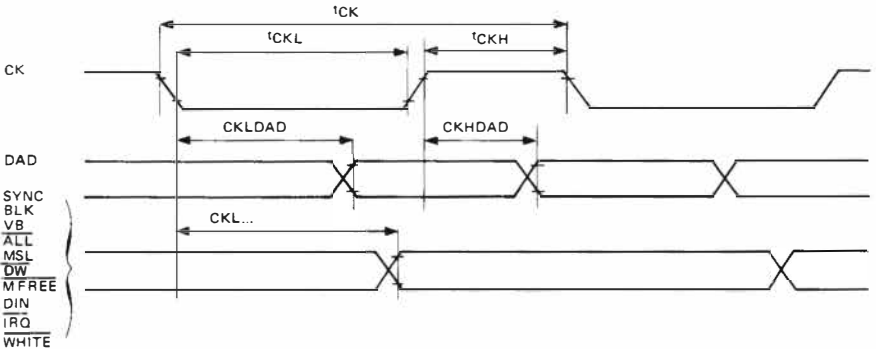 tCK
tCKL
tCKH
CK
CKLDAD
CKHDAD
DAD
SYNC
BLK
VB
ALL
MSL
DW
MFREE
DIN
IRQ
WHITE
CKL...